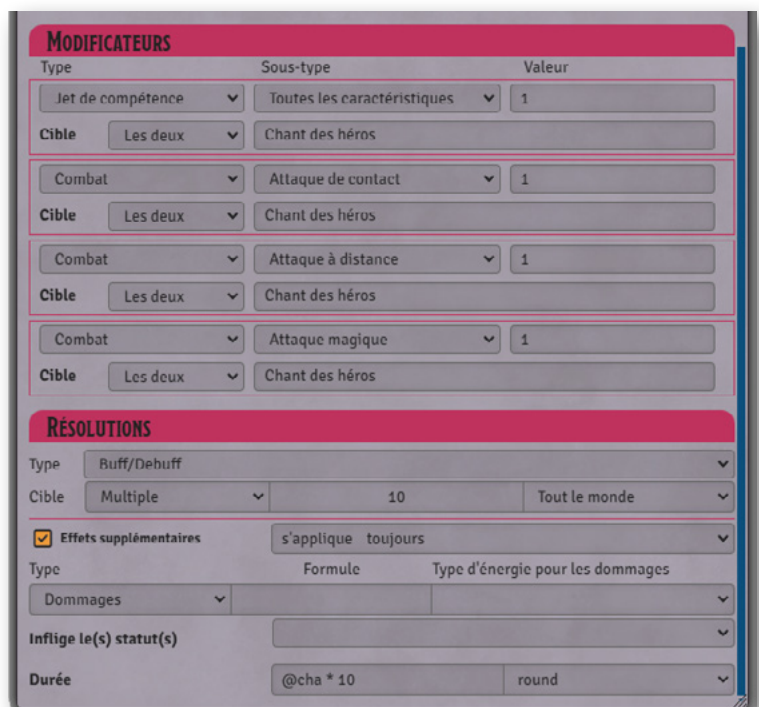 Modificateurs
Type Sous-type Valeur
Jet de compétence Toutes les caractéristiques 1
Cible Les deux Chant des héros
Combat Attaque de contact 1
Cible Les deux Chant des héros
Combat Attaque à distance 1
Cible Les deux Chant des héros
Combat Attaque magique 1
Cible Les deux Chant des héros
Résolutions
Type Buff/Debuff
Cible Multiple 10 Tout le monde
Effets supplémentaires s'applique toujours
Type Formule Type d'énergie pour les dommages
Dommages
Inflige le(s) statut(s)
Durée @cha * 10 round